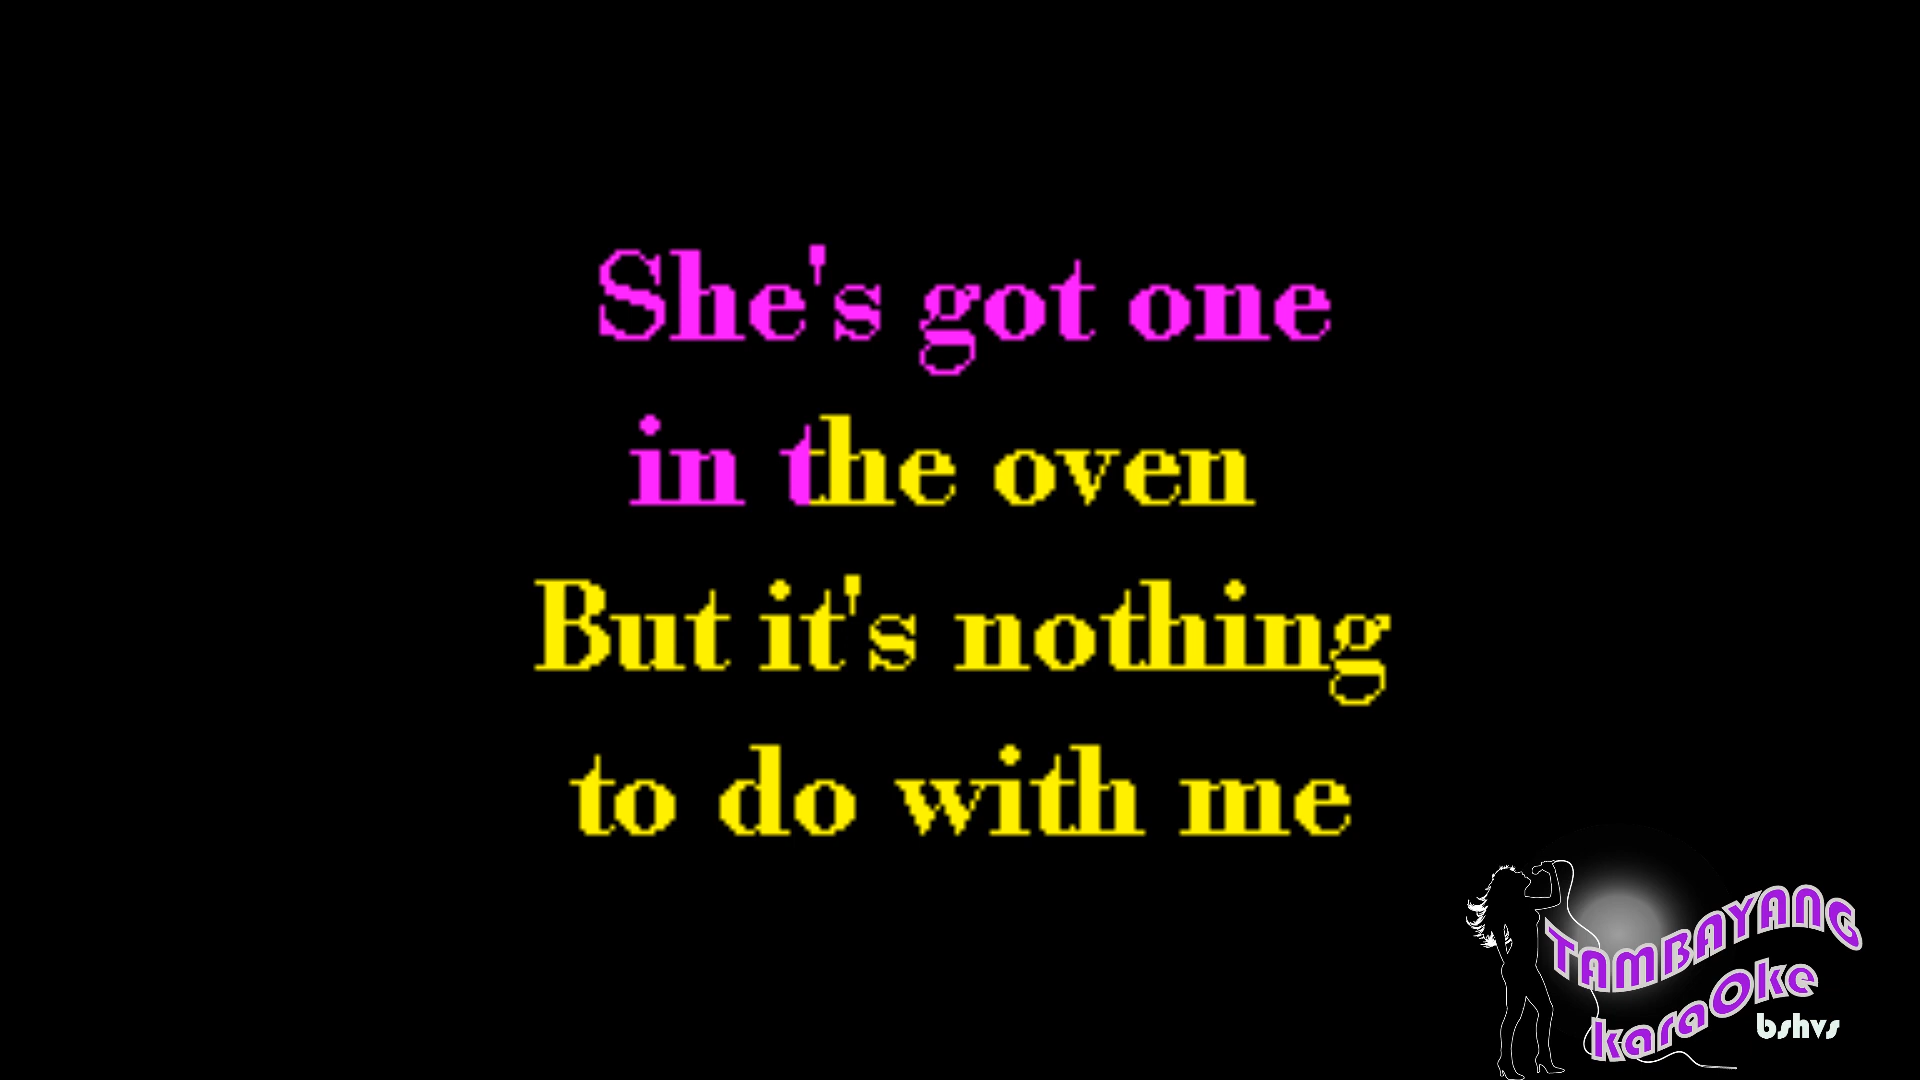 She's got one
in the oven
But it's nothing
to do with me
TAMBAYANG
karaOke
bshvs